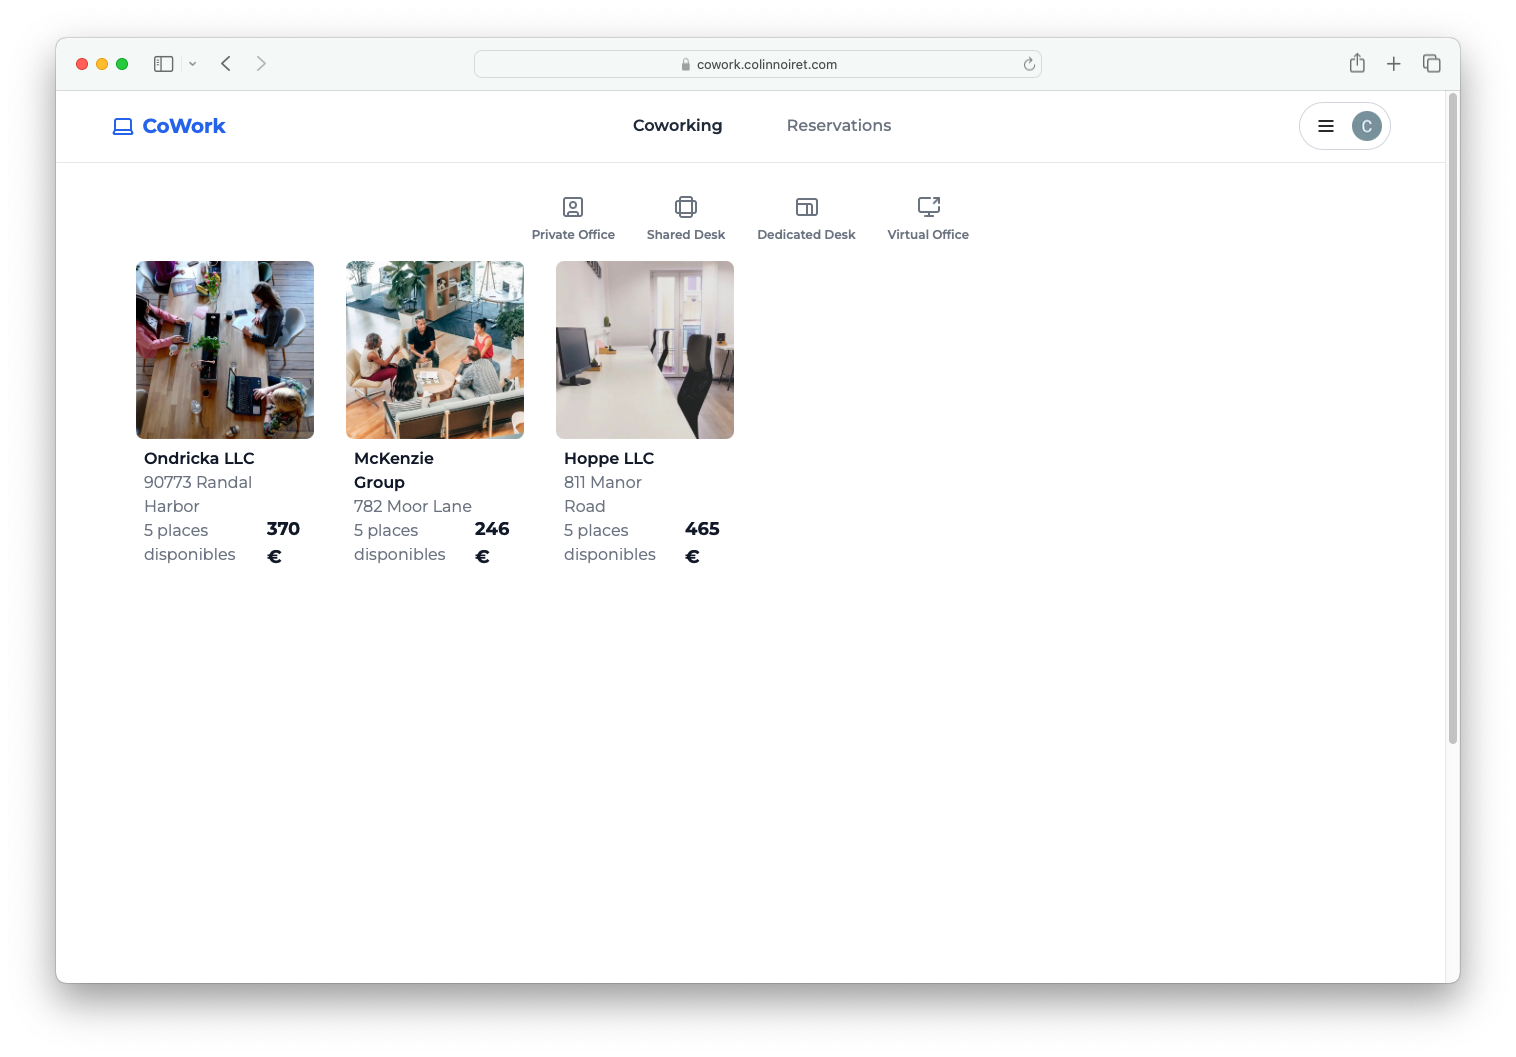 cowork.colinnoiret.com
CoWork
Coworking
Reservations
C
Private Office
Shared Desk
Dedicated Desk
Virtual Office
Ondricka LLC
90773 Randal
Harbor
5 places
disponibles
370
€
McKenzie
Group
782 Moor Lane
5 places
disponibles
246
€
Hoppe LLC
811 Manor
Road
5 places
disponibles
465
€